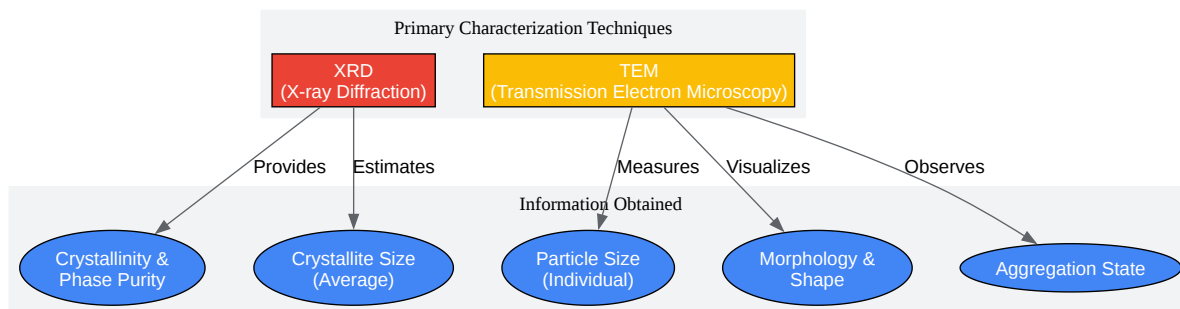 Primary Characterization Techniques
XRD
(X-ray Diffraction)
TEM
(Transmission Electron Microscopy)
Provides
Estimates
Measures
Visualizes
Observes
Information Obtained
Crystallinity &
Phase Purity
Crystallite Size
(Average)
Particle Size
(Individual)
Morphology &
Shape
Aggregation State